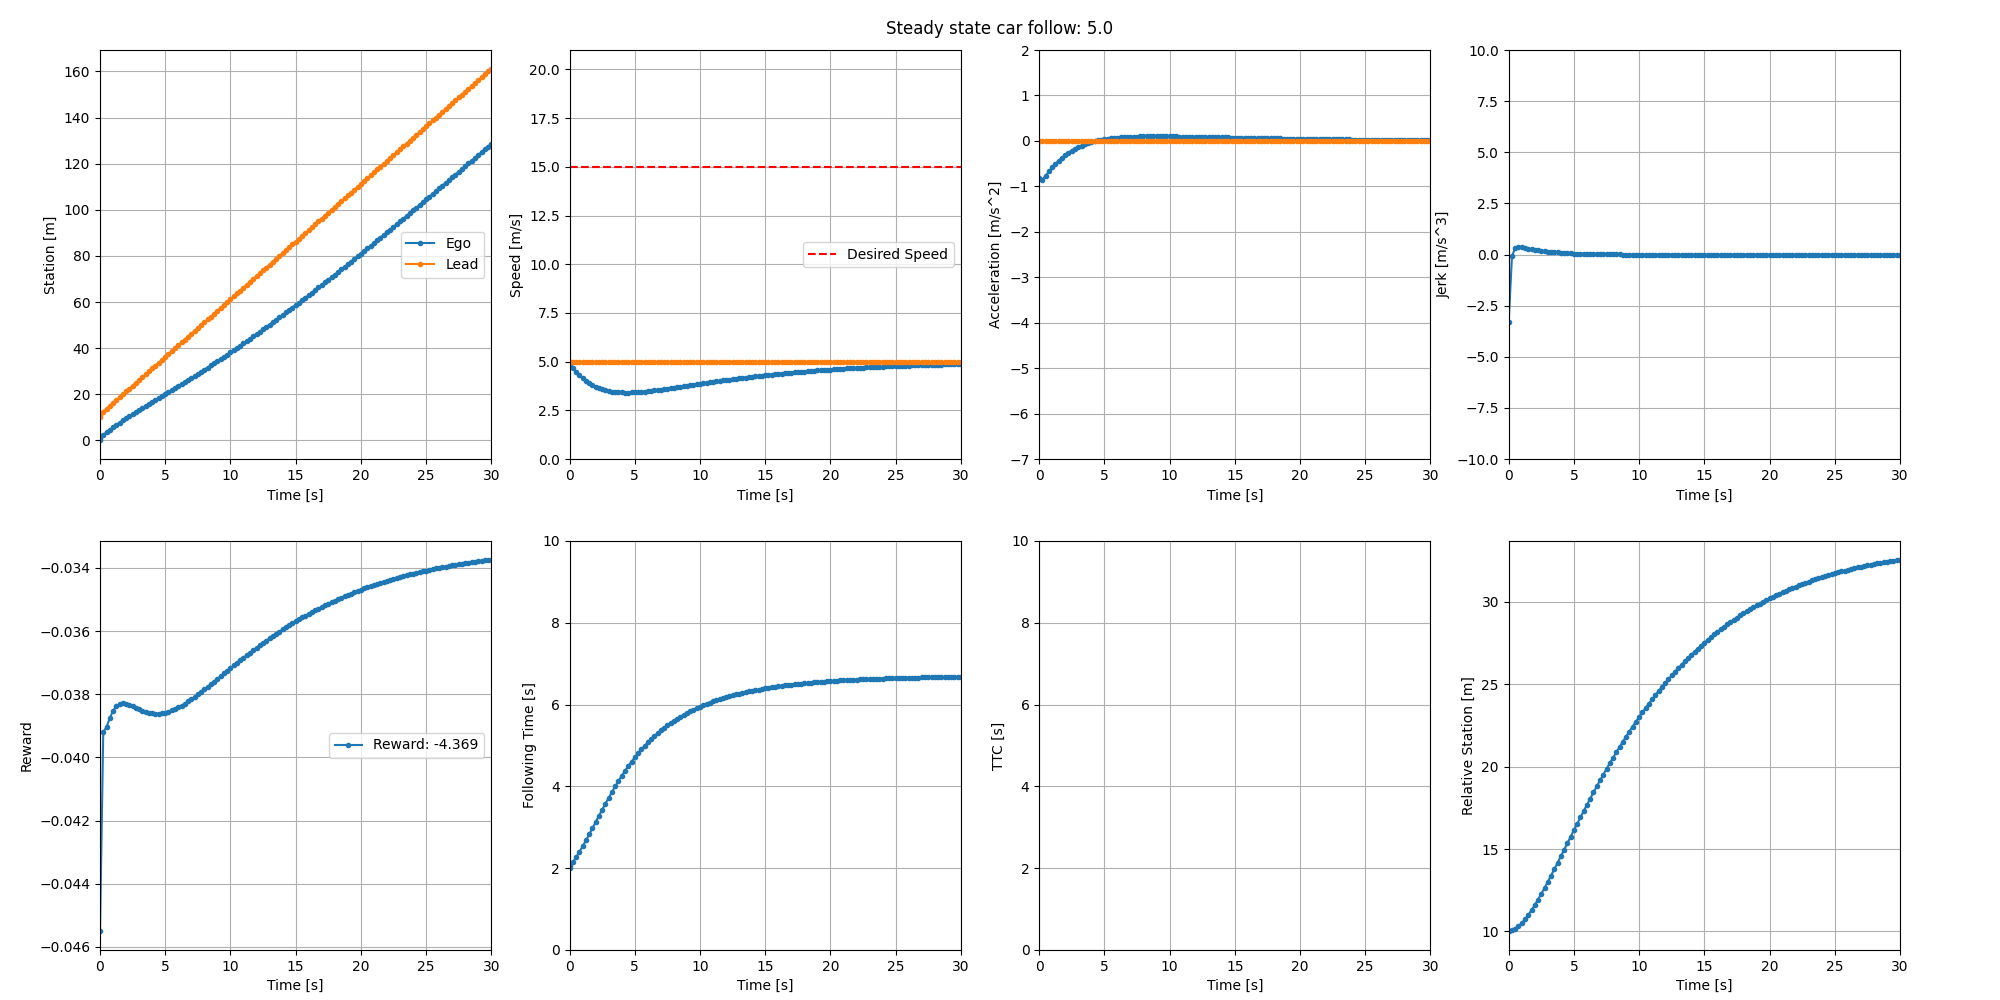 Steady state car follow: 5.0
Station [m]
160
140
120
100
80
60
40
20
0
Ego
Lead
0 5 10 15 20 25 30
Time [s]
Speed [m/s]
20.0
17.5
15.0
12.5
10.0
7.5
5.0
2.5
0.0
Desired Speed
0 5 10 15 20 25 30
Time [s]
Acceleration [m/s^2]
2
1
0
−1
−2
−3
−4
−5
−6
−7
0 5 10 15 20 25 30
Time [s]
Jerk [m/s^3]
10.0
7.5
5.0
2.5
0.0
−2.5
−5.0
−7.5
−10.0
0 5 10 15 20 25 30
Time [s]
Reward
−0.034
−0.036
−0.038
−0.040
−0.042
−0.044
−0.046
Reward: -4.369
0 5 10 15 20 25 30
Time [s]
Following Time [s]
10
8
6
4
2
0
0 5 10 15 20 25 30
Time [s]
TTC [s]
10
8
6
4
2
0
0 5 10 15 20 25 30
Time [s]
Relative Station [m]
30
25
20
15
10
0 5 10 15 20 25 30
Time [s]